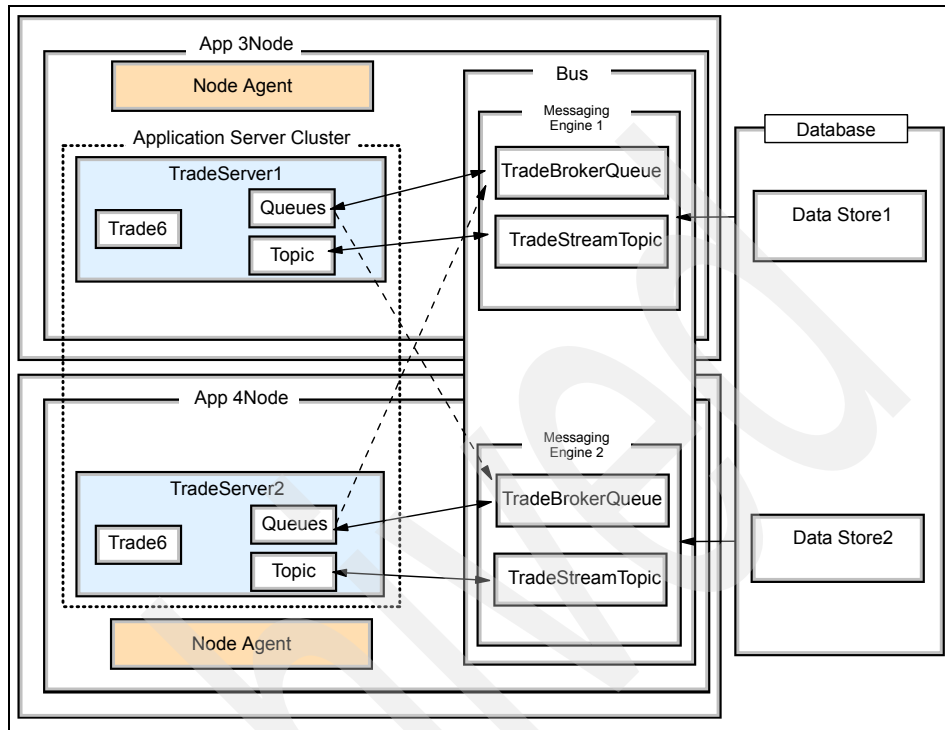 App 3Node
Node Agent
Bus
Application Server Cluster
Messaging
Engine 1
Database
TradeServer1
Queues
Trade6
Topic
TradeBrokerQueue
TradeStreamTopic
Data Store1
App 4Node
Messaging
Engine 2
TradeServer2
Queues
Trade6
Topic
TradeBrokerQueue
TradeStreamTopic
Data Store2
Node Agent